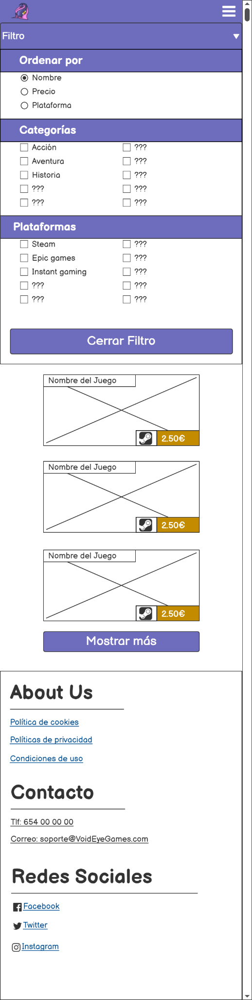 Filtro
Ordenar por
Nombre
Precio
Plataforma
Categorías
Acción ???
Aventura ???
Historia ???
??? ???
??? ???
Plataformas
Steam ???
Epic games ???
Instant gaming ???
??? ???
??? ???
Cerrar Filtro
Nombre del Juego
2.50€
Nombre del Juego
2.50€
Nombre del Juego
2.50€
Mostrar más
About Us
Política de cookies
Políticas de privacidad
Condiciones de uso
Contacto
Tlf: 654 00 00 00
Correo: soporte@VoidEyeGames.com
Redes Sociales
Facebook
Twitter
Instagram